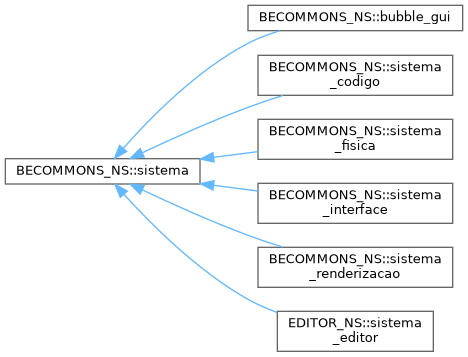 BECOMMONS_NS::bubble_gui
BECOMMONS_NS::sistema
_codigo
BECOMMONS_NS::sistema
_fisica
BECOMMONS_NS::sistema
BECOMMONS_NS::sistema
_interface
BECOMMONS_NS::sistema
_renderizacao
EDITOR_NS::sistema
_editor